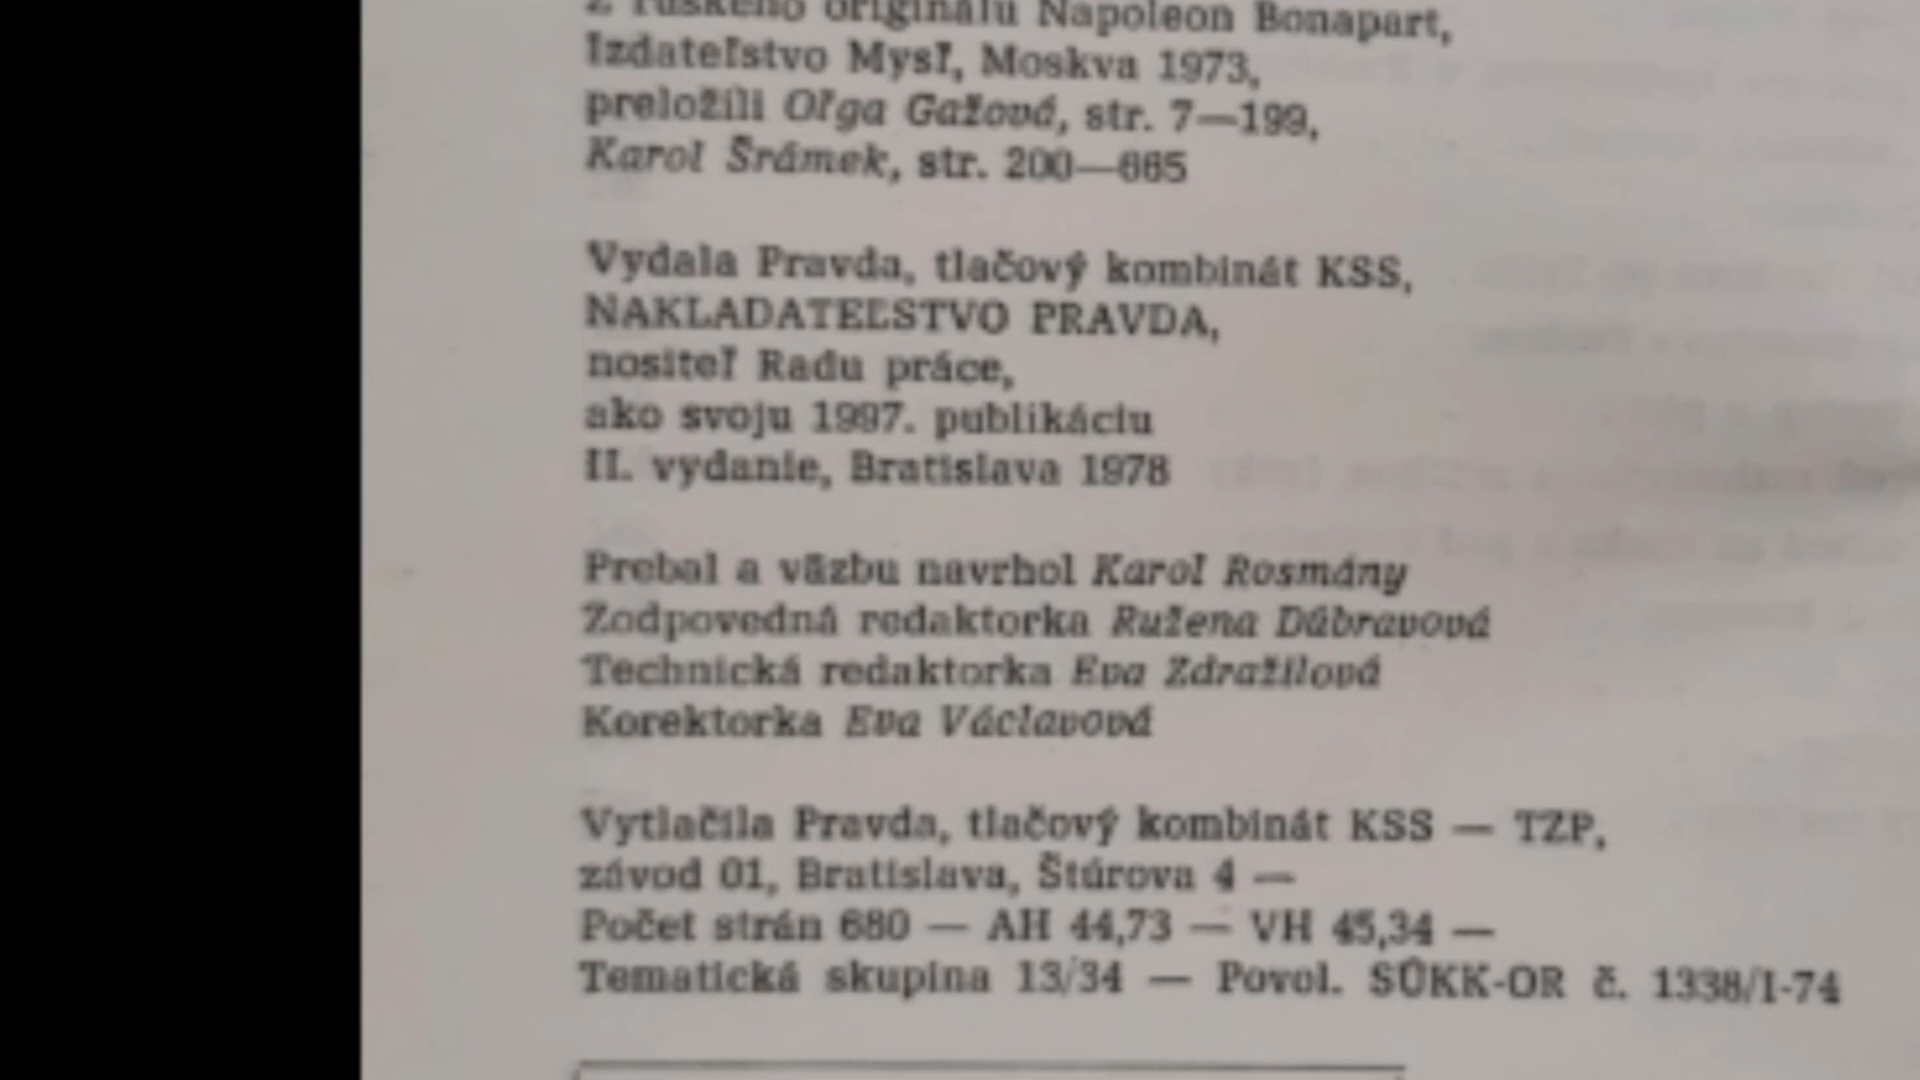 Z ruského originálu Napoleon Bonapart,
Izdateľstvo Mysľ, Moskva 1973,
preložili Oľga Gažová, str. 7—199,
Karol Šrámek, str. 200—665
Vydala Pravda, tlačový kombinát KSS,
NAKLADATEĽSTVO PRAVDA,
nositeľ Radu práce,
ako svoju 1997. publikáciu
II. vydanie, Bratislava 1978
Prebal a väzbu navrhol Karol Rosmány
Zodpovedná redaktorka Ružena Dúbravová
Technická redaktorka Eva Zdražilová
Korektorka Eva Václavová
Vytlačila Pravda, tlačový kombinát KSS — TZP,
závod 01, Bratislava, Štúrova 4 —
Počet strán 680 — AH 44,73 — VH 45,34 —
Tematická skupina 13/34 — Povol. SÚKK-OR č. 1338/I-74